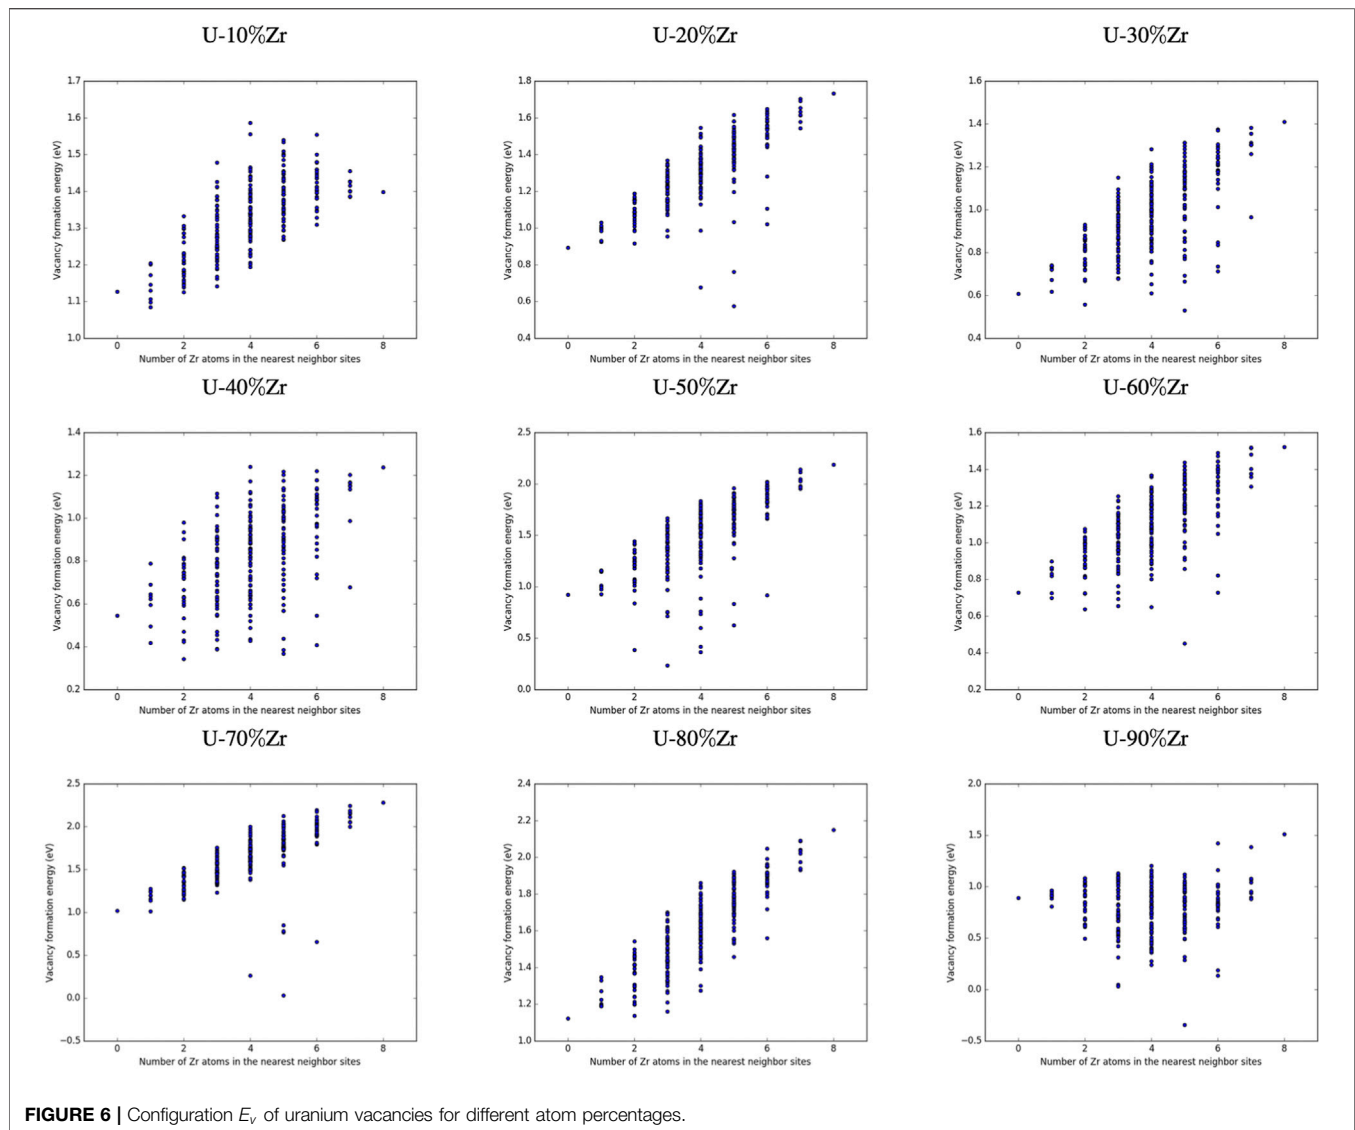 U-10%Zr
U-20%Zr
U-30%Zr
1.7
1.6
1.5
1.4
1.3
1.2
1.1
1.0
Vacancy formation energy (eV)
0 2 4 6 8
Number of Zr atoms in the nearest neighbor sites
1.8
1.6
1.4
1.2
1.0
0.8
0.6
0.4
Vacancy formation energy (eV)
0 2 4 6 8
Number of Zr atoms in the nearest neighbor sites
1.6
1.4
1.2
1.0
0.8
0.6
0.4
Vacancy formation energy (eV)
0 2 4 6 8
Number of Zr atoms in the nearest neighbor sites
U-40%Zr
U-50%Zr
U-60%Zr
1.4
1.2
1.0
0.8
0.6
0.4
0.2
Vacancy formation energy (eV)
0 2 4 6 8
Number of Zr atoms in the nearest neighbor sites
2.5
2.0
1.5
1.0
0.5
0.0
Vacancy formation energy (eV)
0 2 4 6 8
Number of Zr atoms in the nearest neighbor sites
1.6
1.4
1.2
1.0
0.8
0.6
0.4
0.2
Vacancy formation energy (eV)
0 2 4 6 8
Number of Zr atoms in the nearest neighbor sites
U-70%Zr
U-80%Zr
U-90%Zr
2.5
2.0
1.5
1.0
0.5
0.0
−0.5
Vacancy formation energy (eV)
0 2 4 6 8
Number of Zr atoms in the nearest neighbor sites
2.4
2.2
2.0
1.8
1.6
1.4
1.2
1.0
Vacancy formation energy (eV)
0 2 4 6 8
Number of Zr atoms in the nearest neighbor sites
2.0
1.5
1.0
0.5
0.0
−0.5
Vacancy formation energy (eV)
0 2 4 6 8
Number of Zr atoms in the nearest neighbor sites
FIGURE 6 | Configuration Ev of uranium vacancies for different atom percentages.